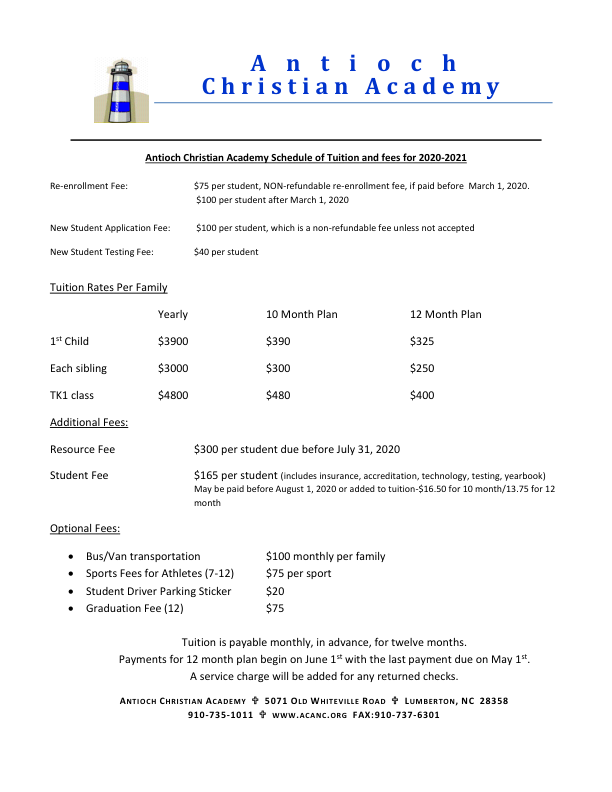 Antioch
Christian Academy
Antioch Christian Academy Schedule of Tuition and fees for 2020-2021
Re-enrollment Fee: $75 per student, NON-refundable re-enrollment fee, if paid before March 1, 2020.
$100 per student after March 1, 2020
New Student Application Fee: $100 per student, which is a non-refundable fee unless not accepted
New Student Testing Fee: $40 per student
Tuition Rates Per Family
Yearly 10 Month Plan 12 Month Plan
1st Child $3900 $390 $325
Each sibling $3000 $300 $250
TK1 class $4800 $480 $400
Additional Fees:
Resource Fee $300 per student due before July 31, 2020
Student Fee $165 per student (includes insurance, accreditation, technology, testing, yearbook)
May be paid before August 1, 2020 or added to tuition-$16.50 for 10 month/13.75 for 12
month
Optional Fees:
• Bus/Van transportation $100 monthly per family
• Sports Fees for Athletes (7-12) $75 per sport
• Student Driver Parking Sticker $20
• Graduation Fee (12) $75
Tuition is payable monthly, in advance, for twelve months.
Payments for 12 month plan begin on June 1st with the last payment due on May 1st.
A service charge will be added for any returned checks.
Antioch Christian Academy ✞ 5071 Old Whiteville Road ✞ Lumberton, NC 28358
910-735-1011 ✞ www.acanc.org FAX:910-737-6301